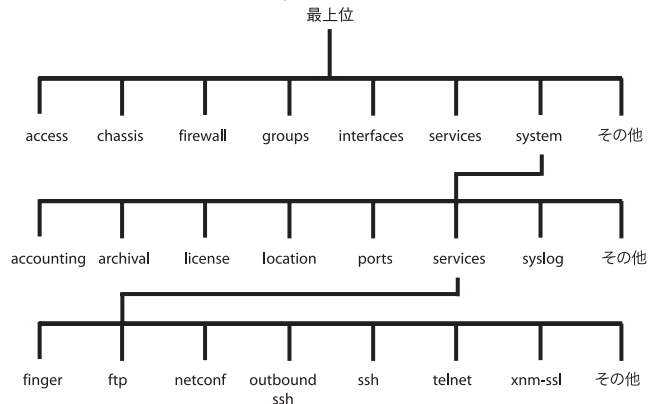 最上位
access chassis firewall groups interfaces services system その他
accounting archival license location ports services syslog その他
finger ftp netconf outbound ssh ssh telnet xnm-ssl その他